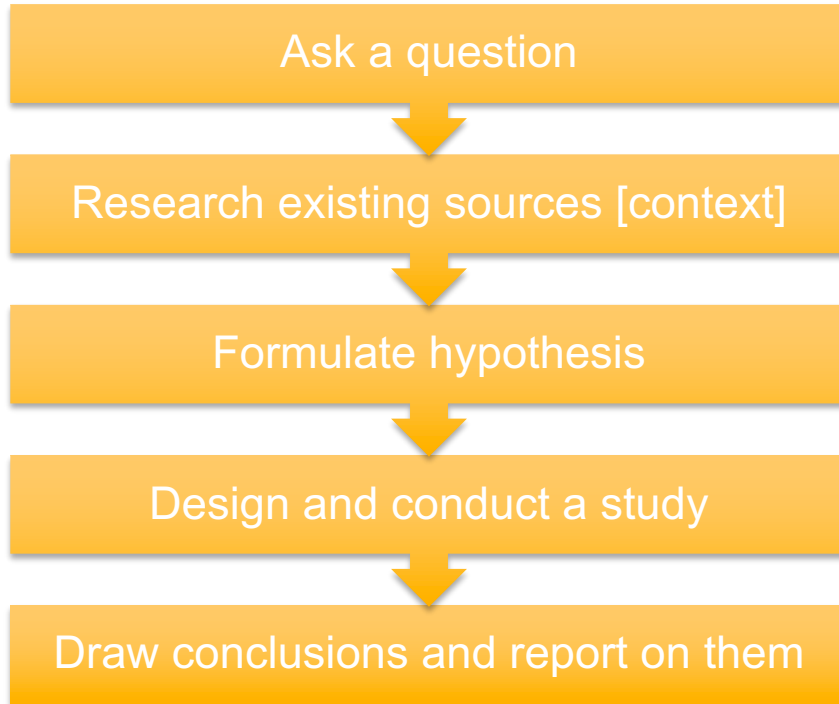 Ask a question
Research existing sources [context]
Formulate hypothesis
Design and conduct a study
Draw conclusions and report on them